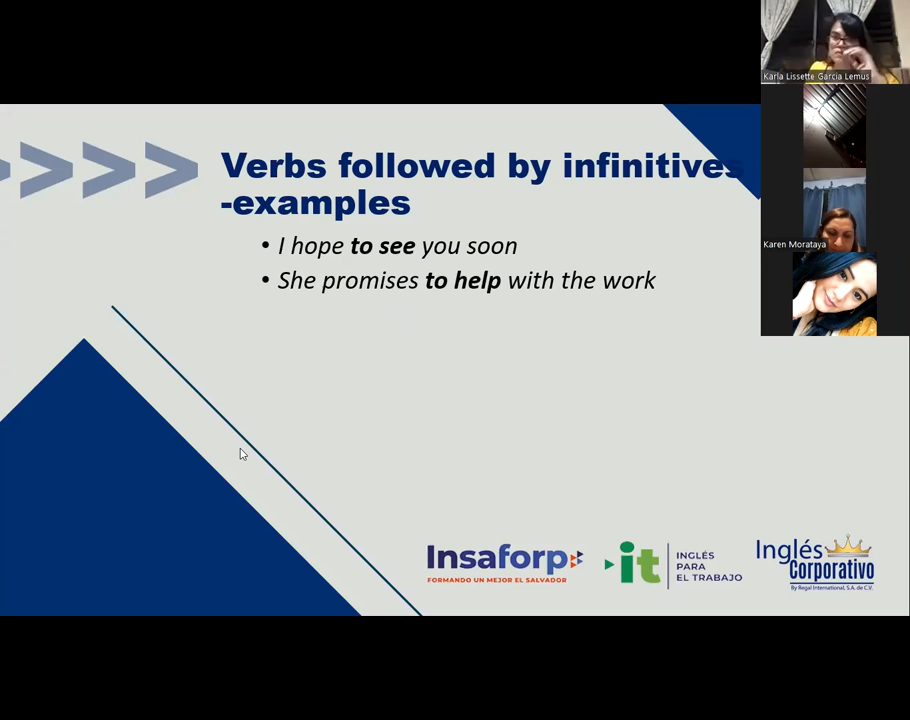 Karla Lissette Garcia Lemus
>>>>
Verbs followed by infinitives
-examples
• I hope to see you soon
• She promises to help with the work
Karen Morataya
Insaforp
FORMANDO UN MEJOR EL SALVADOR
it
INGLÉS
PARA
EL TRABAJO
Inglés
Corporativo
By Regal International, S.A. de C.V.